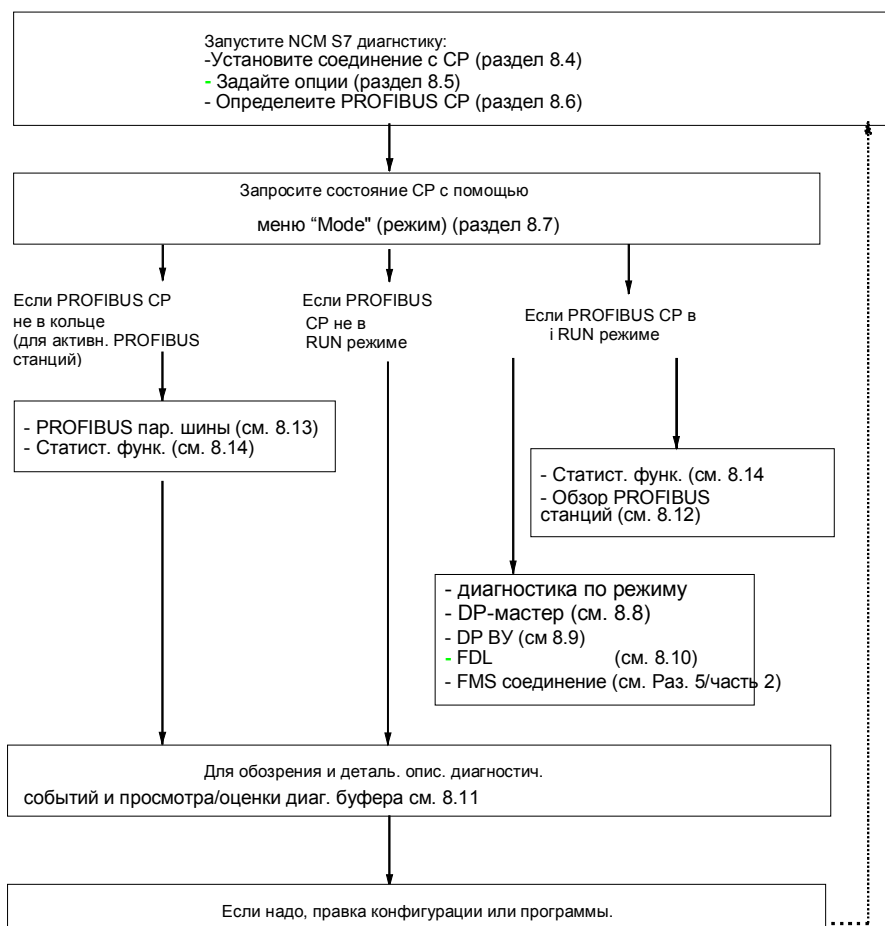 Запустите NCM S7 диагнстику:
-Установите соединение с CP (раздел 8.4)
- Задайте опции (раздел 8.5)
- Определеите PROFIBUS CP (раздел 8.6)
Запросите состояние CP с помощью
меню “Mode" (режим) (раздел 8.7)
Если PROFIBUS CP
не в кольце
(для активн. PROFIBUS
станций)
Если PROFIBUS
CP не в
RUN режиме
Если PROFIBUS CP в
i RUN режиме
- PROFIBUS пар. шины (см. 8.13)
- Статист. функ. (см. 8.14)
- Статист. функ. (см. 8.14
- Обзор PROFIBUS
станций (см. 8.12)
- диагностика по режиму
- DP-мастер (см. 8.8)
- DP ВУ (см 8.9)
- FDL (см. 8.10)
- FMS соединение (см. Раз. 5/часть 2)
Для обозрения и деталь. опис. диагностич.
событий и просмотра/оценки диаг. буфера см. 8.11
Если надо, правка конфигурации или программы.